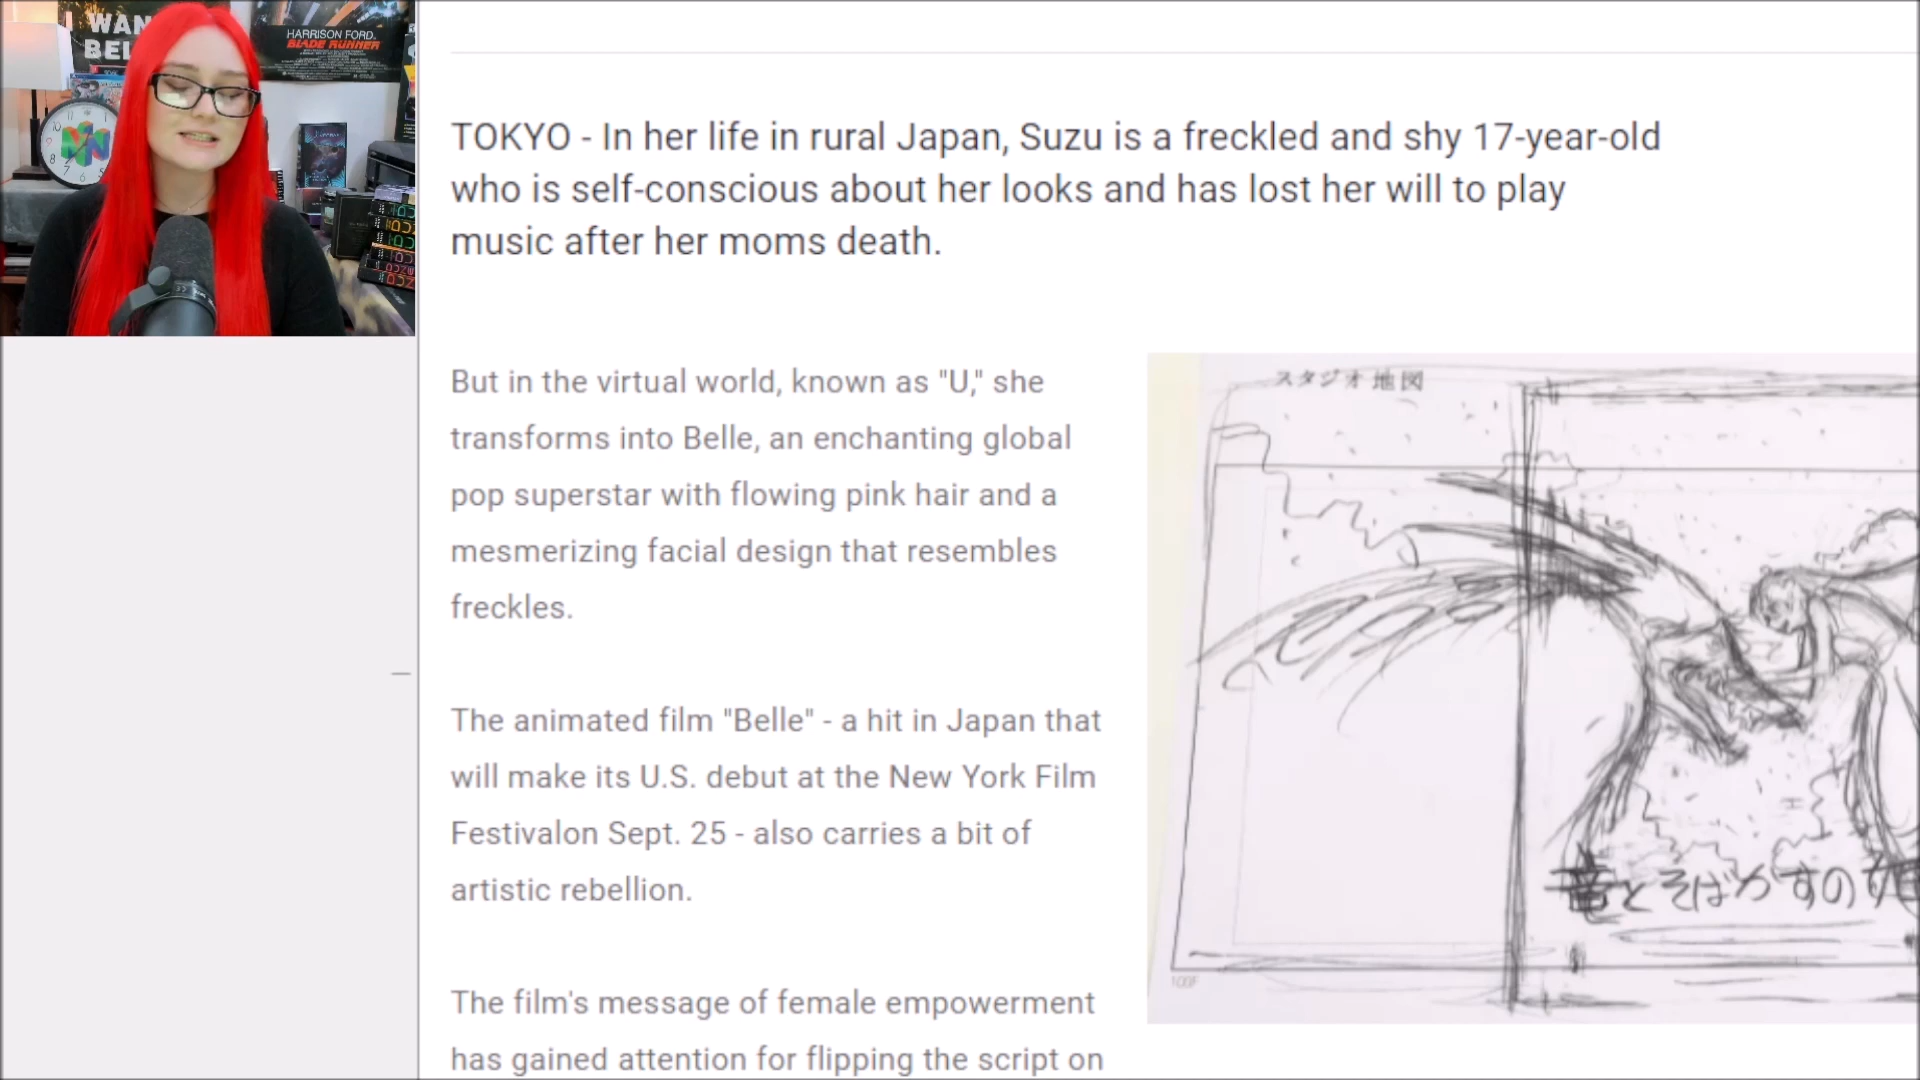 WAN
BEL
HARRISON FORD.
BLADE RUNNER
TOKYO - In her life in rural Japan, Suzu is a freckled and shy 17-year-old
who is self-conscious about her looks and has lost her will to play
music after her moms death.
But in the virtual world, known as "U," she
transforms into Belle, an enchanting global
pop superstar with flowing pink hair and a
mesmerizing facial design that resembles
freckles.
The animated film "Belle" - a hit in Japan that
will make its U.S. debut at the New York Film
Festivalon Sept. 25 - also carries a bit of
artistic rebellion.
The film's message of female empowerment
has gained attention for flipping the script on
スタジオ地図
竜とそばかすの
100F